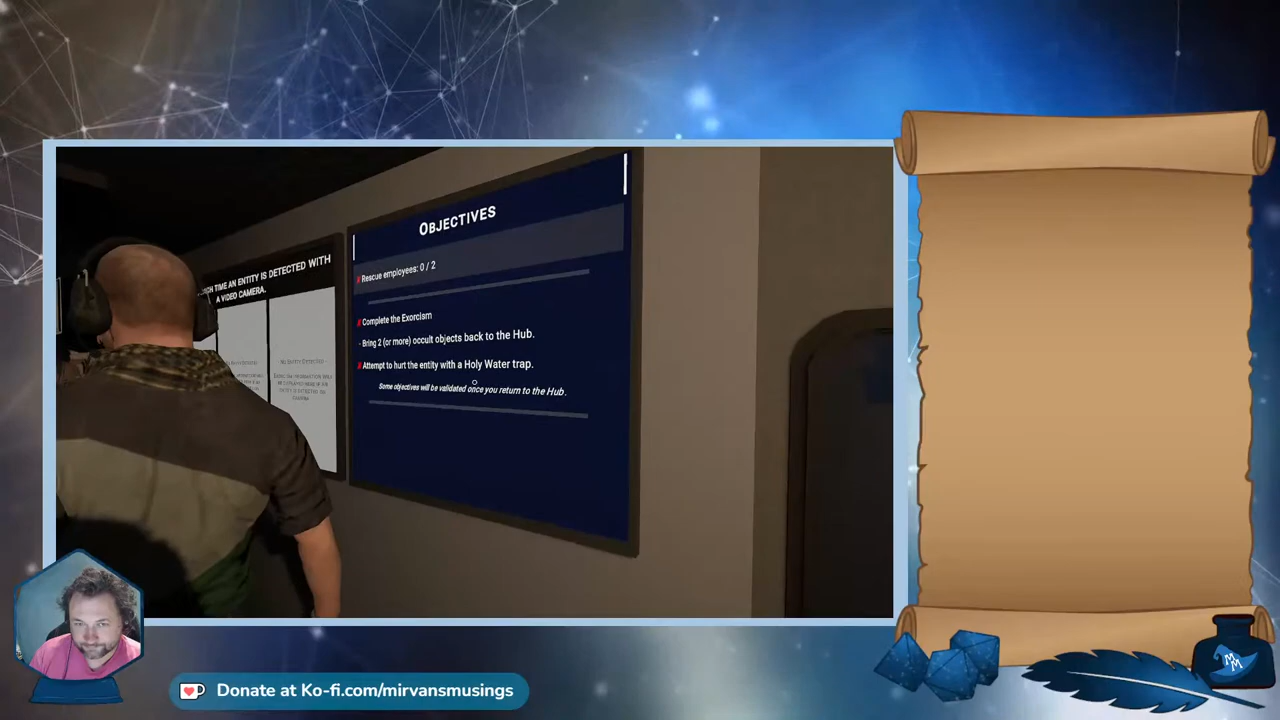 OBJECTIVES
Rescue employees: 0 / 2
Complete the Exorcism
- Bring 2 (or more) occult objects back to the Hub.
Attempt to hurt the entity with a Holy Water trap.
Some objectives will be validated once you return to the Hub.
TIME AN ENTITY IS DETECTED WITH
A VIDEO CAMERA.
Donate at Ko-fi.com/mirvansmusings
M
M